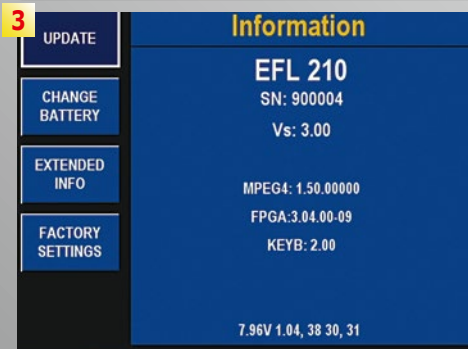 3
UPDATE
CHANGE
BATTERY
EXTENDED
INFO
FACTORY
SETTINGS
Information
EFL 210
SN: 900004
Vs: 3.00
MPEG4: 1.50.00000
FPGA:3.04.00-09
KEYB: 2.00
7.96V 1.04, 38 30, 31